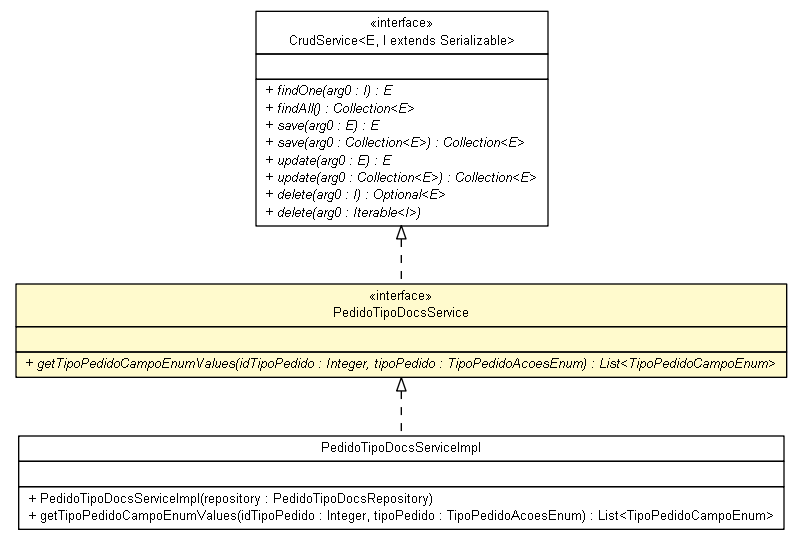 «interface»
CrudService<E, I extends Serializable>
+ findOne(arg0 : I) : E
+ findAll() : Collection<E>
+ save(arg0 : E) : E
+ save(arg0 : Collection<E>) : Collection<E>
+ update(arg0 : E) : E
+ update(arg0 : Collection<E>) : Collection<E>
+ delete(arg0 : I) : Optional<E>
+ delete(arg0 : Iterable<I>)
«interface»
PedidoTipoDocsService
+ getTipoPedidoCampoEnumValues(idTipoPedido : Integer, tipoPedido : TipoPedidoAcoesEnum) : List<TipoPedidoCampoEnum>
PedidoTipoDocsServiceImpl
+ PedidoTipoDocsServiceImpl(repository : PedidoTipoDocsRepository)
+ getTipoPedidoCampoEnumValues(idTipoPedido : Integer, tipoPedido : TipoPedidoAcoesEnum) : List<TipoPedidoCampoEnum>